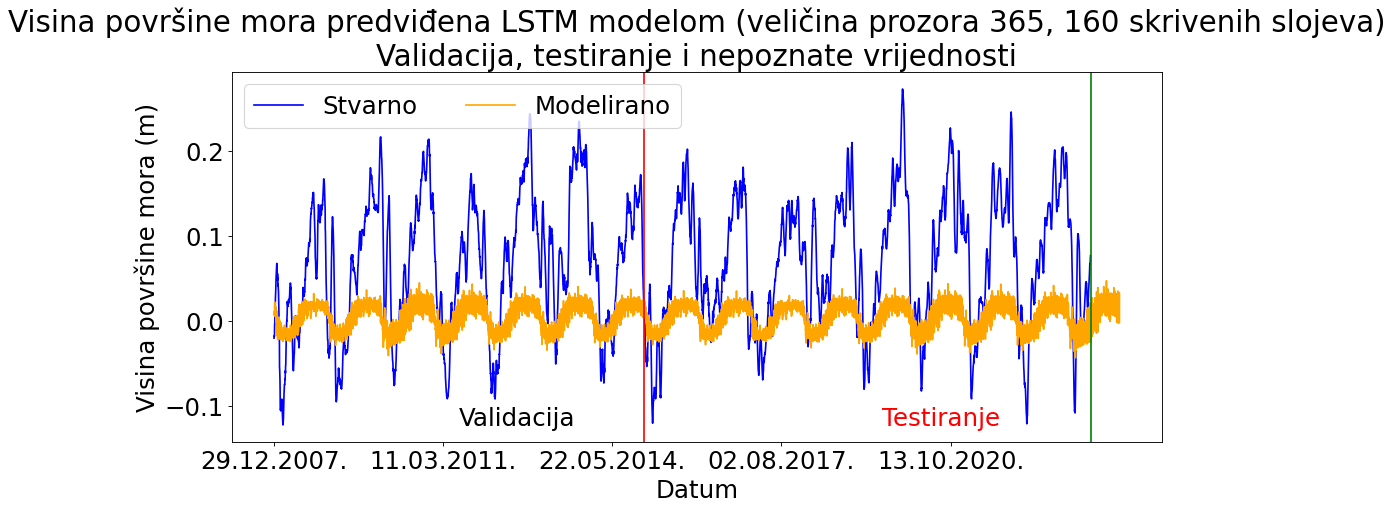 Visina površine mora predviđena LSTM modelom (veličina prozora 365, 160 skrivenih slojeva)
Validacija, testiranje i nepoznate vrijednosti
Stvarno Modelirano
Visina površine mora (m)
0.2
0.1
0.0
−0.1
Validacija Testiranje
29.12.2007. 11.03.2011. 22.05.2014. 02.08.2017. 13.10.2020.
Datum